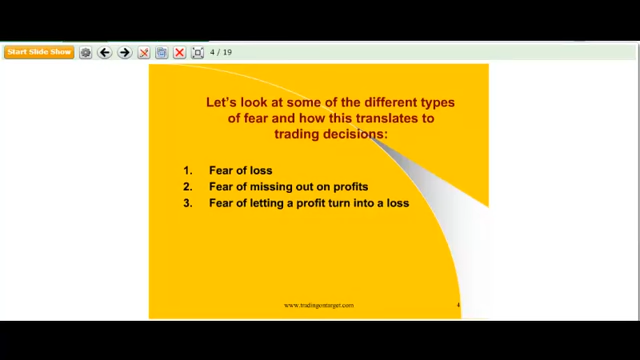 Start Slide Show
4 / 19
Let's look at some of the different types
of fear and how this translates to
trading decisions:
1. Fear of loss
2. Fear of missing out on profits
3. Fear of letting a profit turn into a loss
www.tradingontarget.com
4